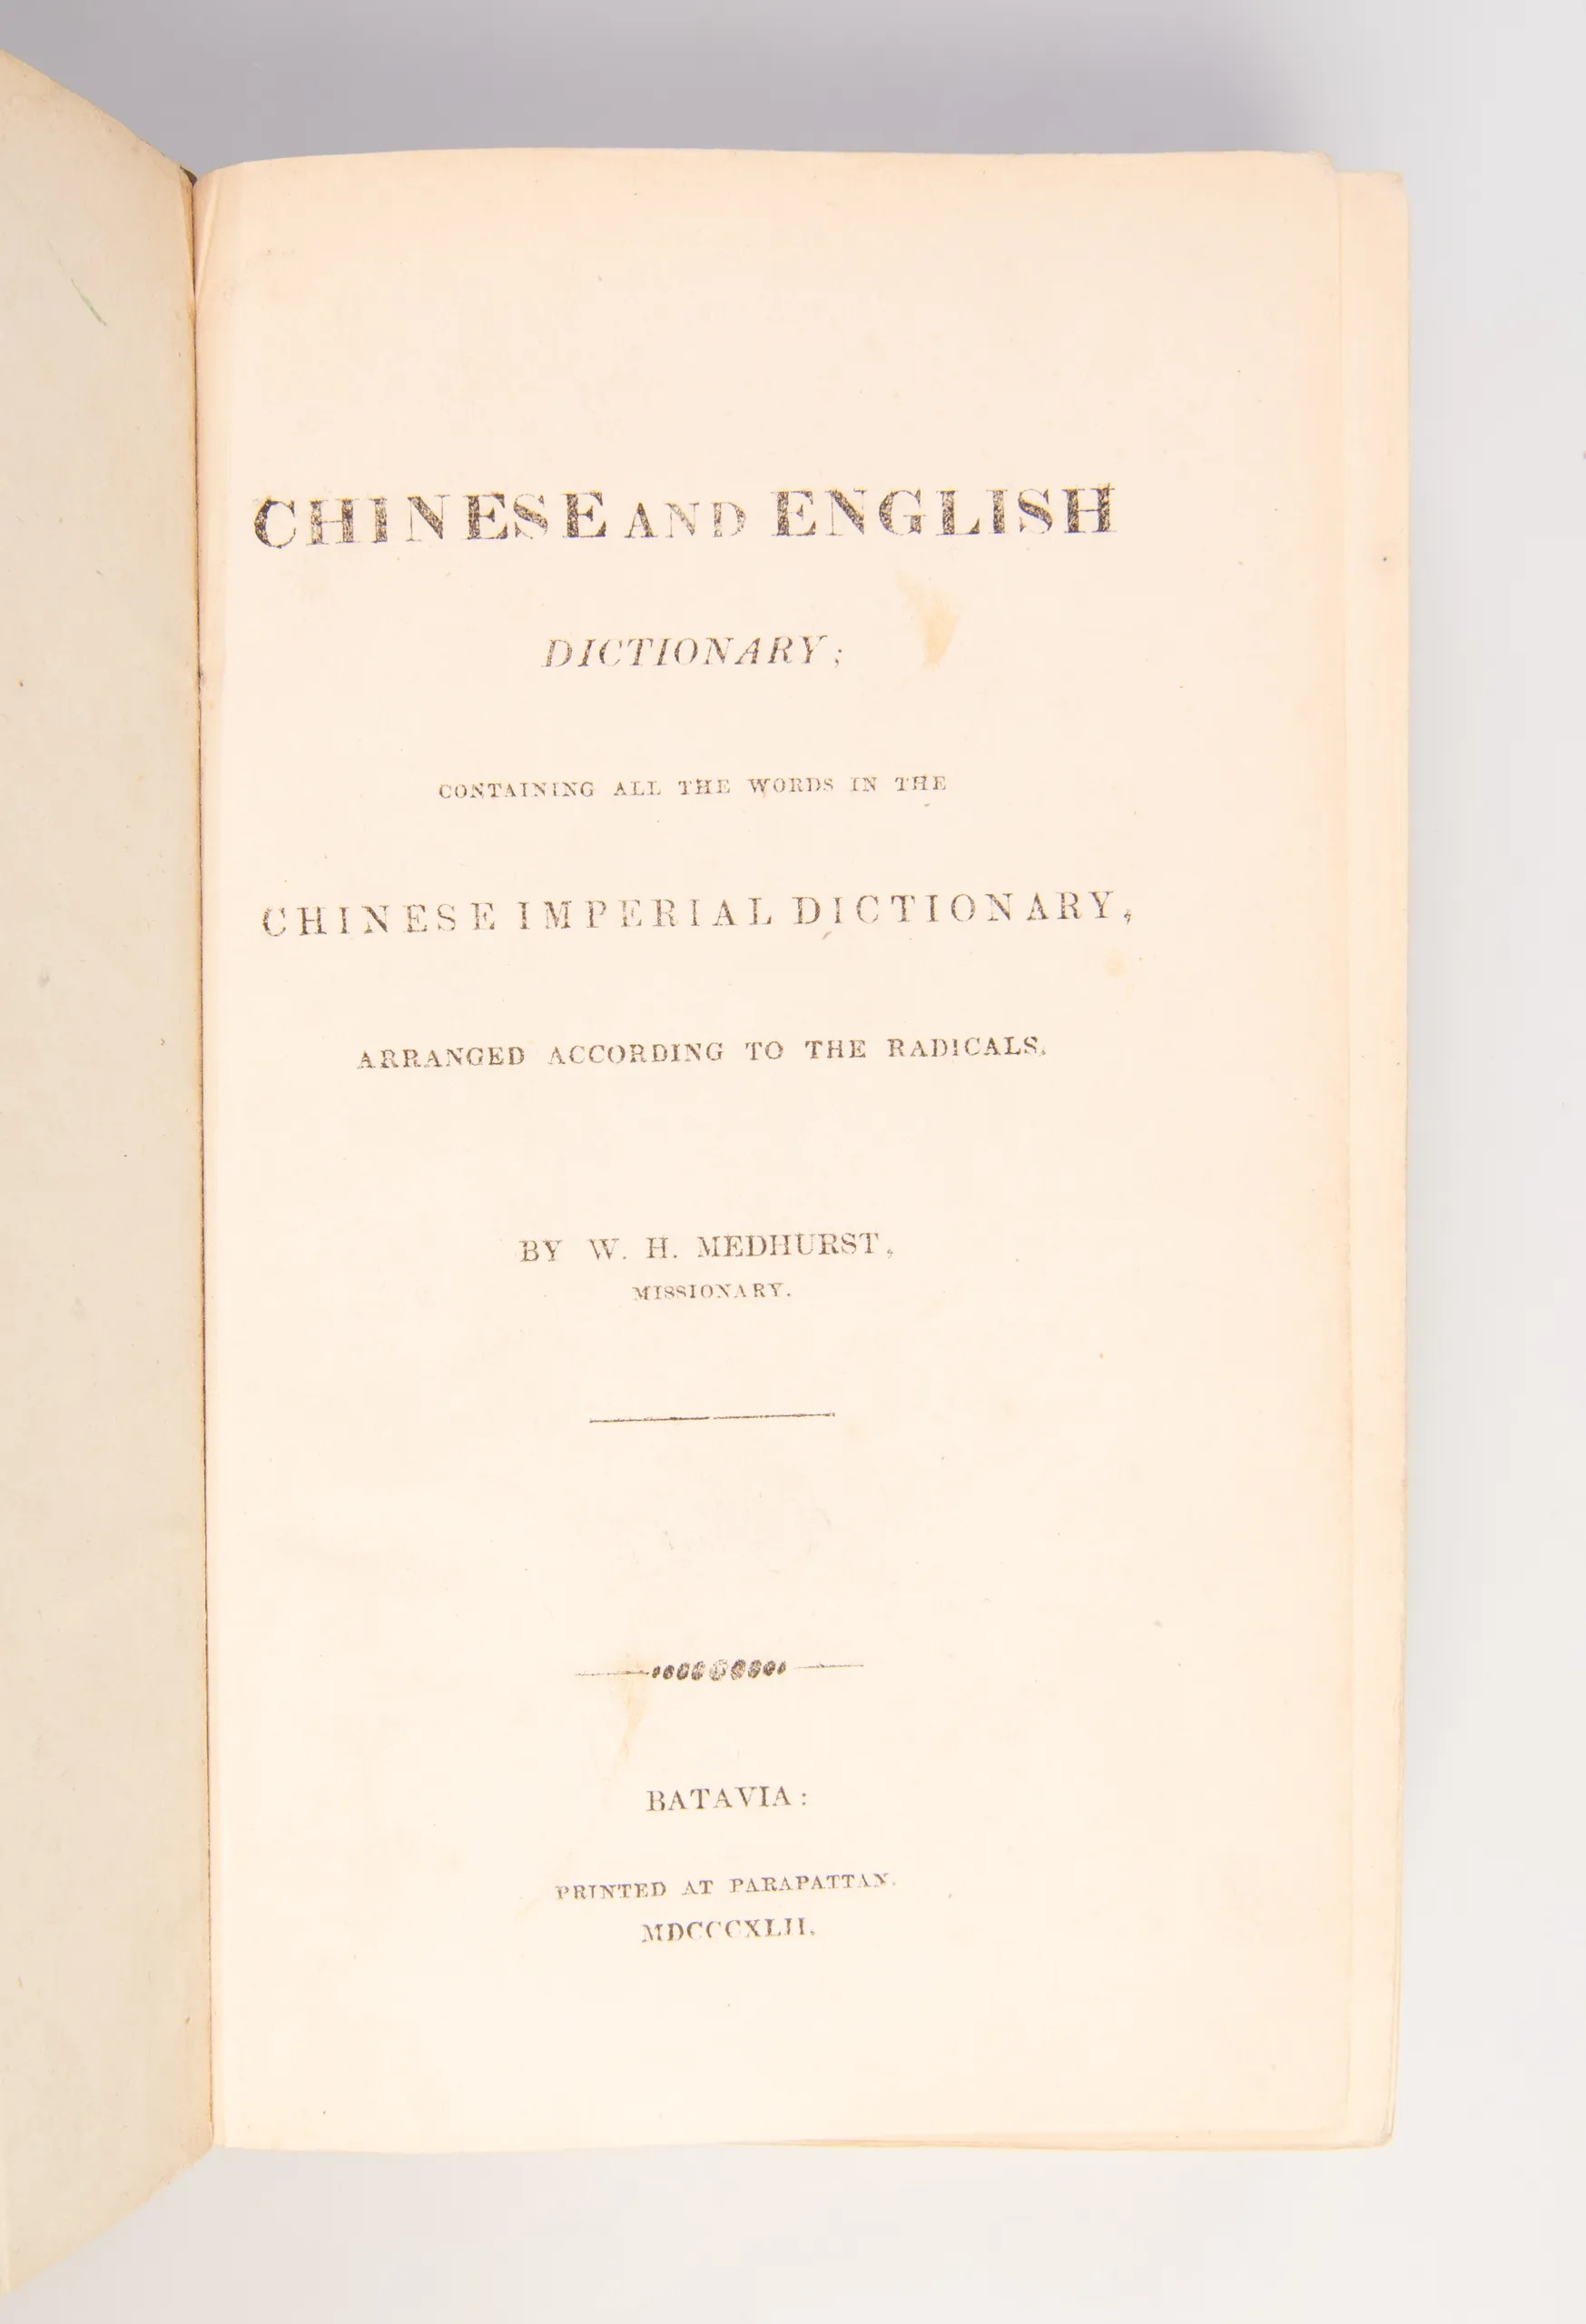 CHINESE AND ENGLISH
DICTIONARY;
CONTAINING ALL THE WORDS IN THE
CHINESE IMPERIAL DICTIONARY,
ARRANGED ACCORDING TO THE RADICALS.
BY W. H. MEDHURST,
MISSIONARY.
BATAVIA:
PRINTED AT PARAPATTAN.
MDCCCXLII.